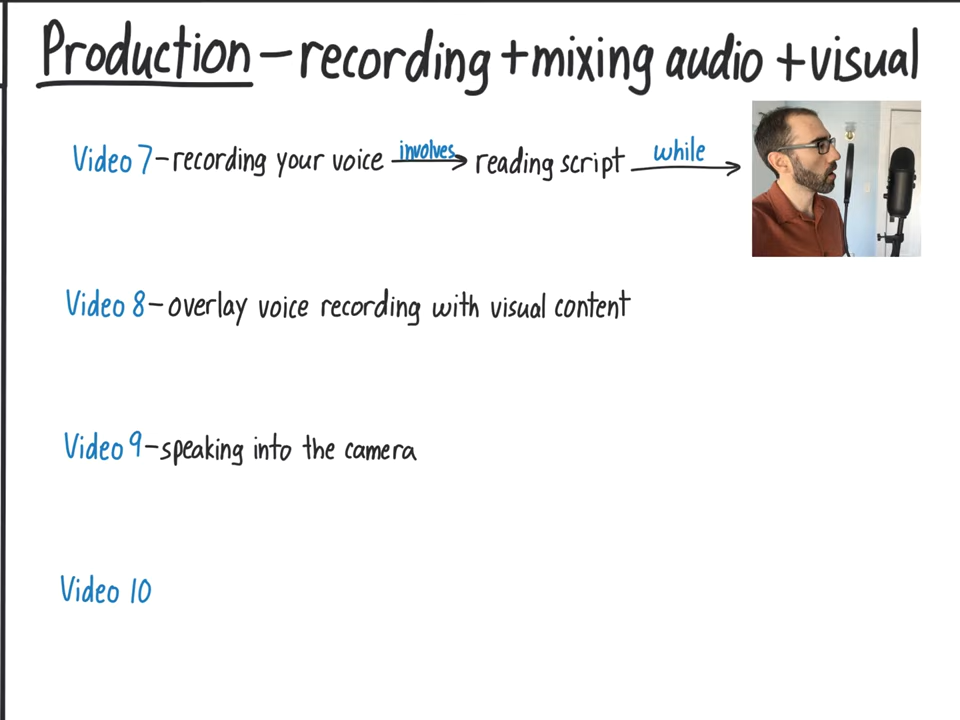 Production – recording + mixing audio + visual
Video 7 – recording your voice involves reading script while
Video 8 – overlay voice recording with visual content
Video 9 – speaking into the camera
Video 10